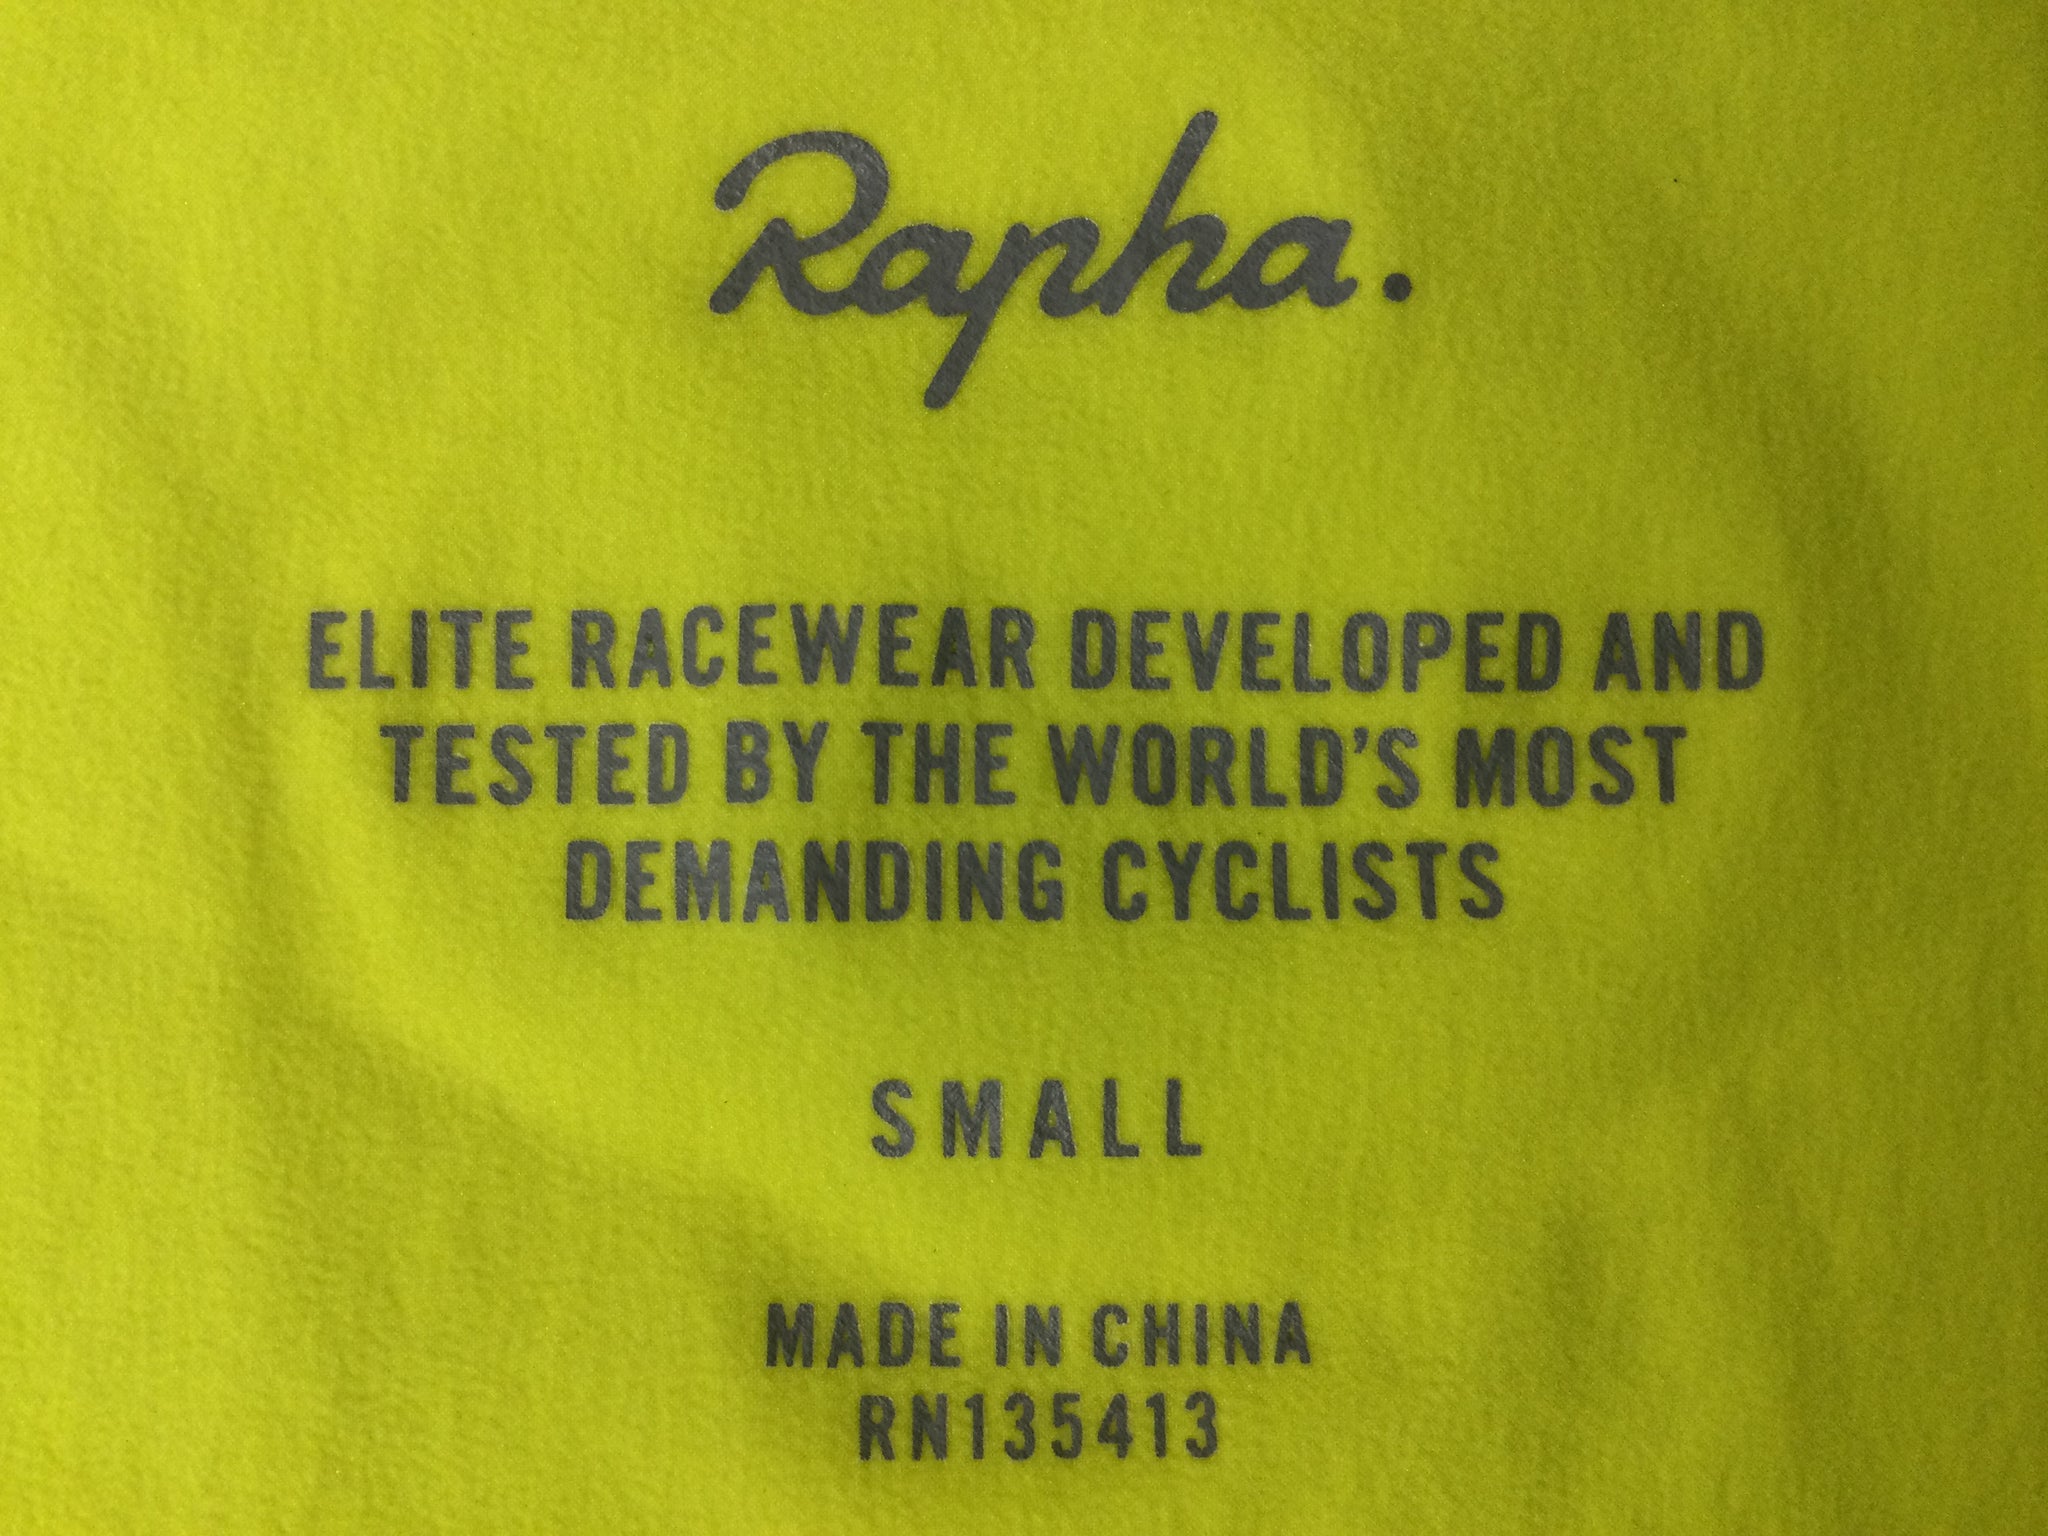 Rapha.
ELITE RACEWEAR DEVELOPED AND
TESTED BY THE WORLD'S MOST
DEMANDING CYCLISTS
SMALL
MADE IN CHINA
RN135413